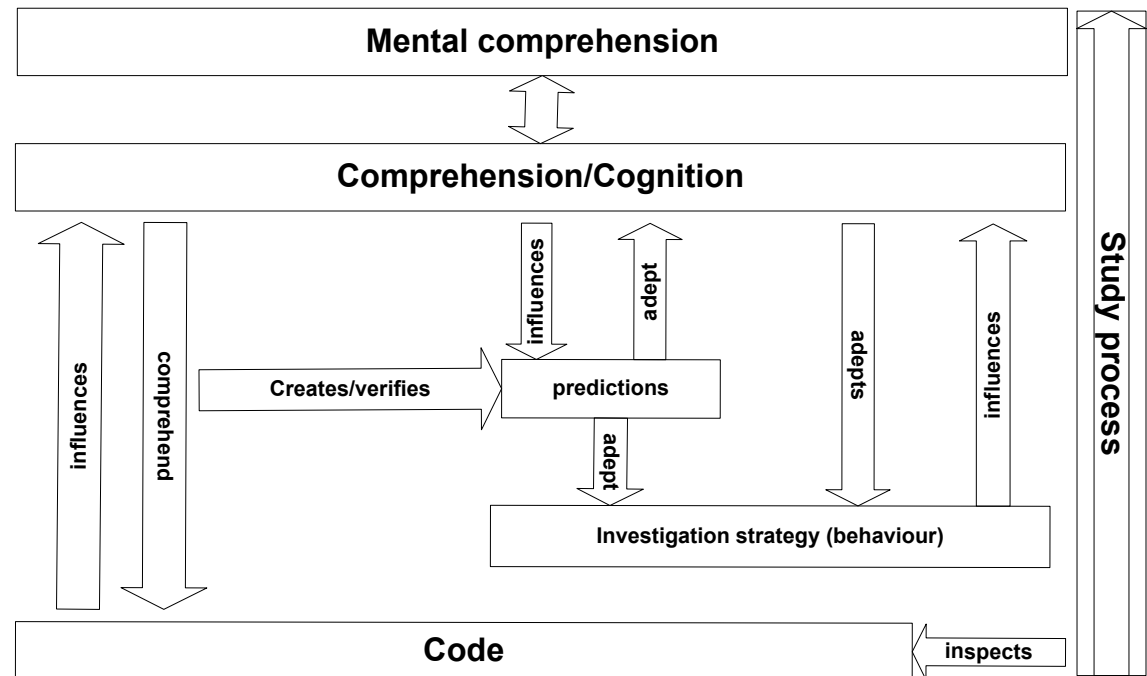 Mental comprehension
Comprehension/Cognition
influences
comprehend
Creates/verifies
influences
adept
predictions
adept
adepts
influences
Investigation strategy (behaviour)
Code
inspects
Study process